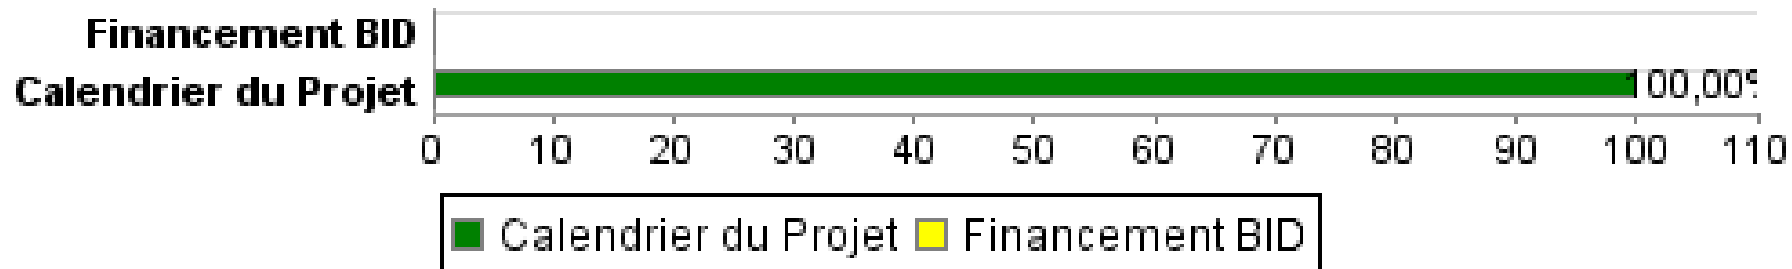 Financement BID
Calendrier du Projet 100,00%
0 10 20 30 40 50 60 70 80 90 100 110
Calendrier du Projet Financement BID